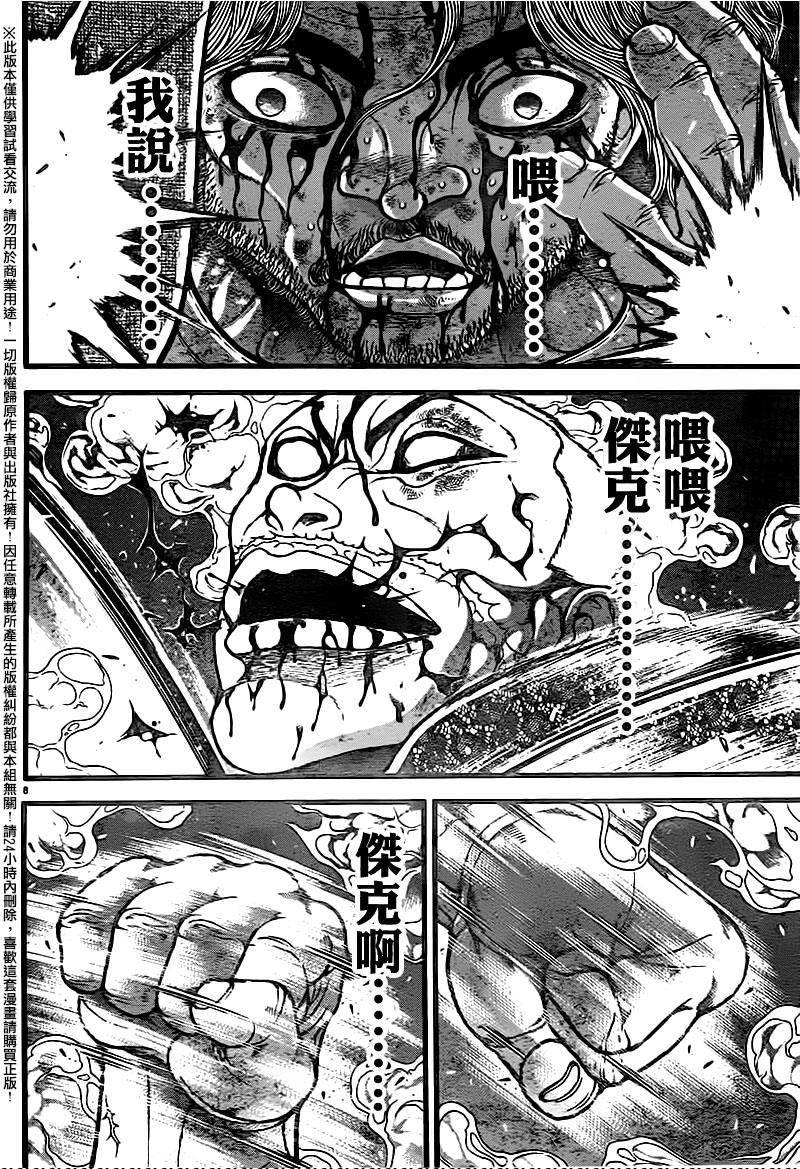 喂⋯⋯⋯⋯
我說⋯⋯⋯⋯
喂喂
傑克⋯⋯⋯⋯
傑克啊⋯⋯⋯⋯
8
※此版本僅供學習試看交流，請勿用於商業用途！一切版權歸原作者與出版社擁有！因任意轉載所產生的版權糾紛都與本組無關！請24小時內刪除，喜歡這套漫畫請購買正版！